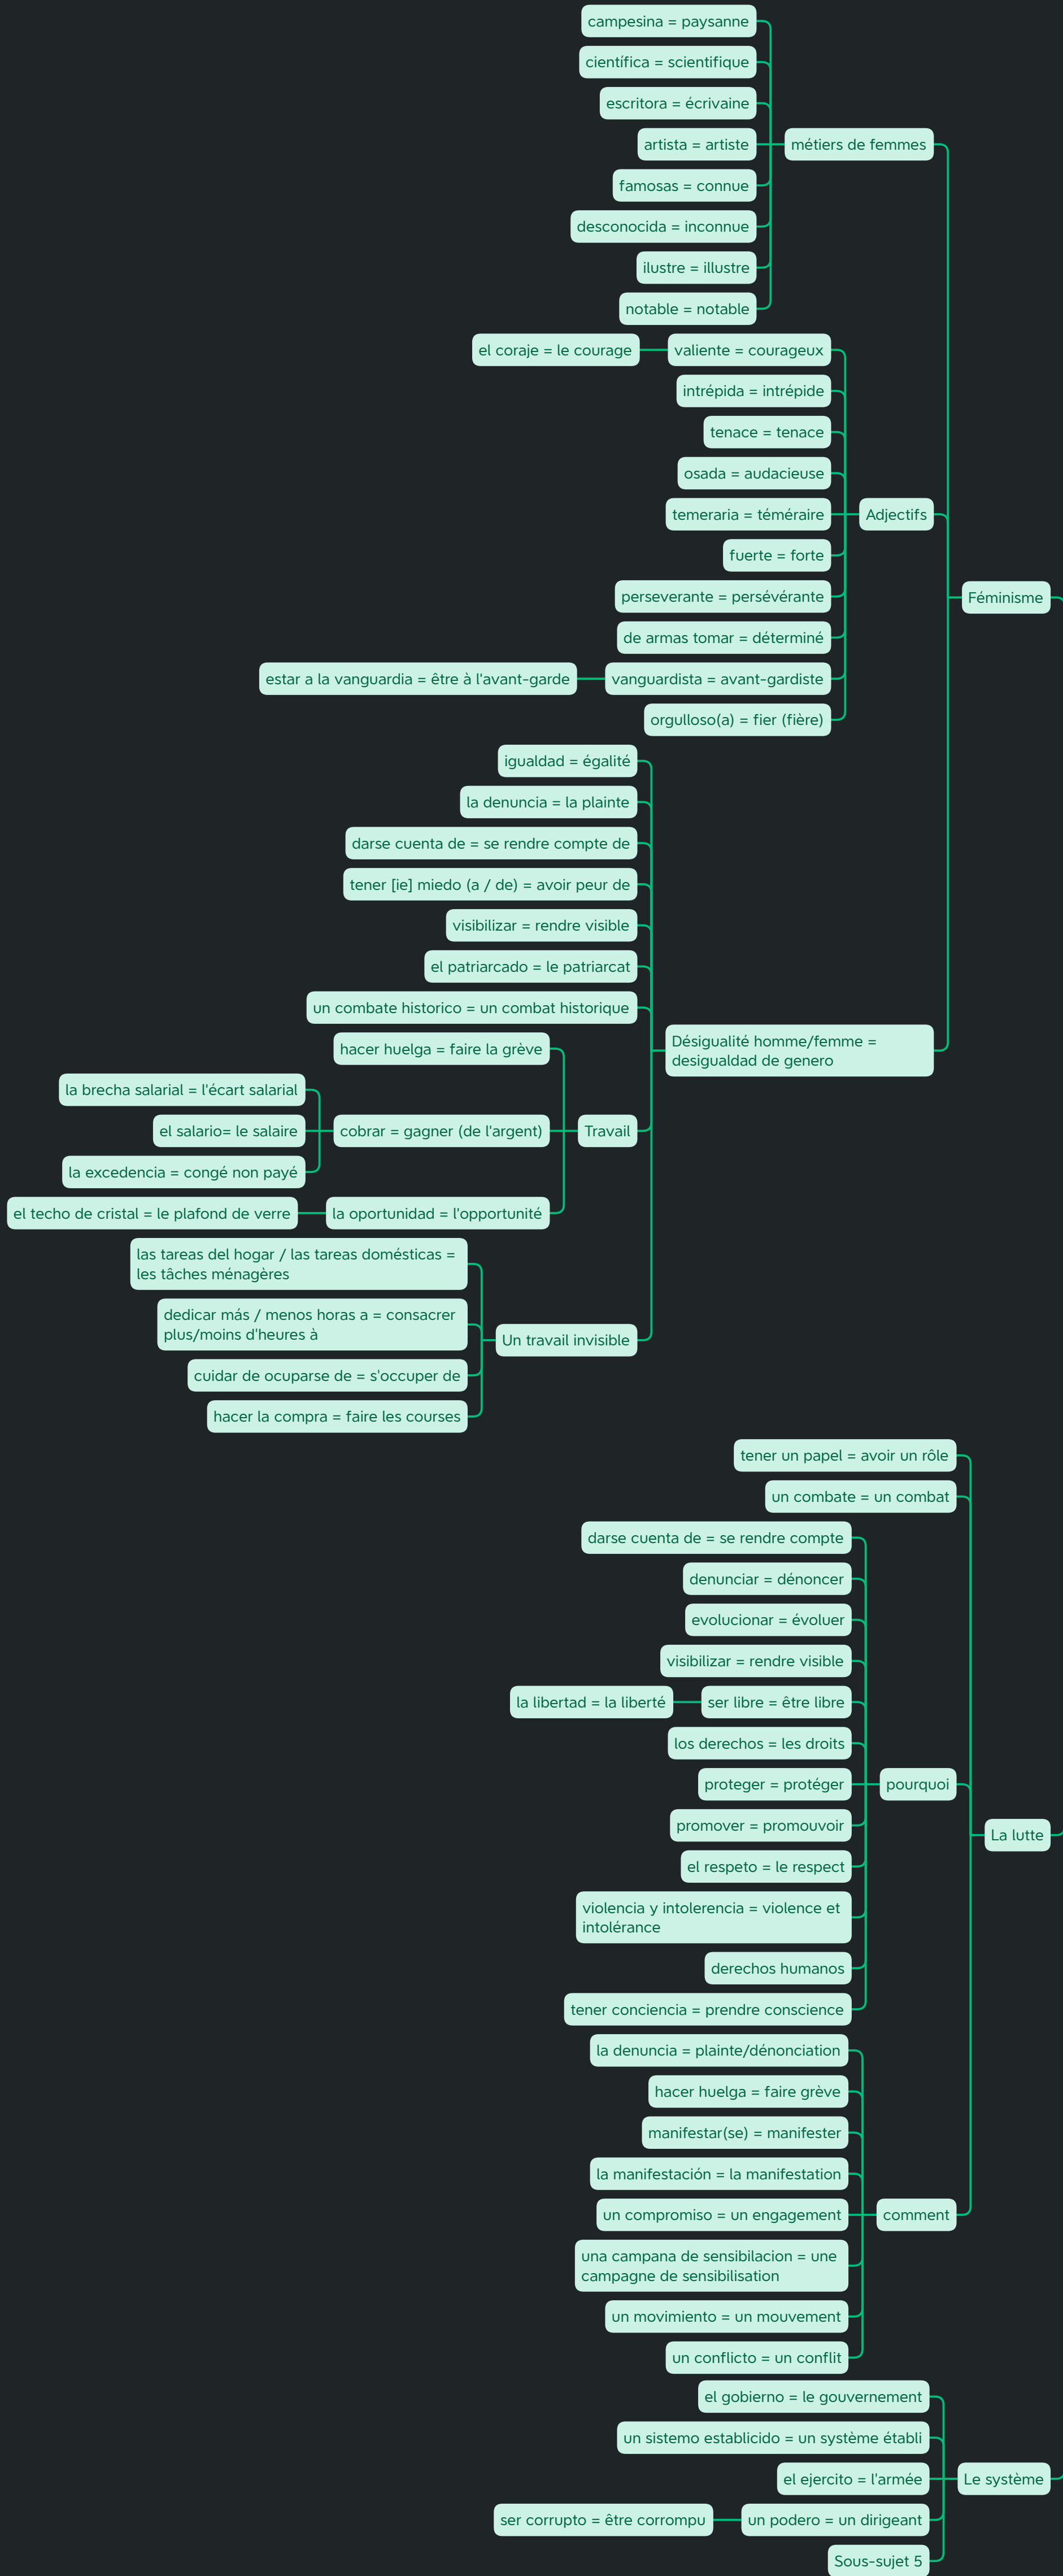 campesina = paysanne
científica = scientifique
escritora = écrivaine
artista = artiste
métiers de femmes
famosas = connue
desconocida = inconnue
ilustre = illustre
notable = notable
el coraje = le courage
valiente = courageux
intrépida = intrépide
tenace = tenace
osada = audacieuse
temeraria = téméraire
Adjectifs
fuerte = forte
perseverante = persévérante
Féminisme
de armas tomar = déterminé
estar a la vanguardia = être à l'avant-garde
vanguardista = avant-gardiste
orgulloso(a) = fier (fière)
igualdad = égalité
la denuncia = la plainte
darse cuenta de = se rendre compte de
tener [ie] miedo (a / de) = avoir peur de
visibilizar = rendre visible
el patriarcado = le patriarcat
un combate historico = un combat historique
Désigualité homme/femme =
desigualdad de genero
hacer huelga = faire la grève
la brecha salarial = l'écart salarial
el salario= le salaire
cobrar = gagner (de l'argent)
Travail
la excedencia = congé non payé
el techo de cristal = le plafond de verre
la oportunidad = l'opportunité
las tareas del hogar / las tareas domésticas =
les tâches ménagères
dedicar más / menos horas a = consacrer
plus/moins d'heures à
Un travail invisible
cuidar de ocuparse de = s'occuper de
hacer la compra = faire les courses
tener un papel = avoir un rôle
un combate = un combat
darse cuenta de = se rendre compte
denunciar = dénoncer
evolucionar = évoluer
visibilizar = rendre visible
la libertad = la liberté
ser libre = être libre
los derechos = les droits
proteger = protéger
pourquoi
promover = promouvoir
La lutte
el respeto = le respect
violencia y intolerencia = violence et
intolérance
derechos humanos
tener conciencia = prendre conscience
la denuncia = plainte/dénonciation
hacer huelga = faire grève
manifestar(se) = manifester
la manifestación = la manifestation
un compromiso = un engagement
comment
una campana de sensibilacion = une
campagne de sensibilisation
un movimiento = un mouvement
un conflicto = un conflit
el gobierno = le gouvernement
un sistemo establicido = un système établi
el ejercito = l'armée
Le système
ser corrupto = être corrompu
un podero = un dirigeant
Sous-sujet 5